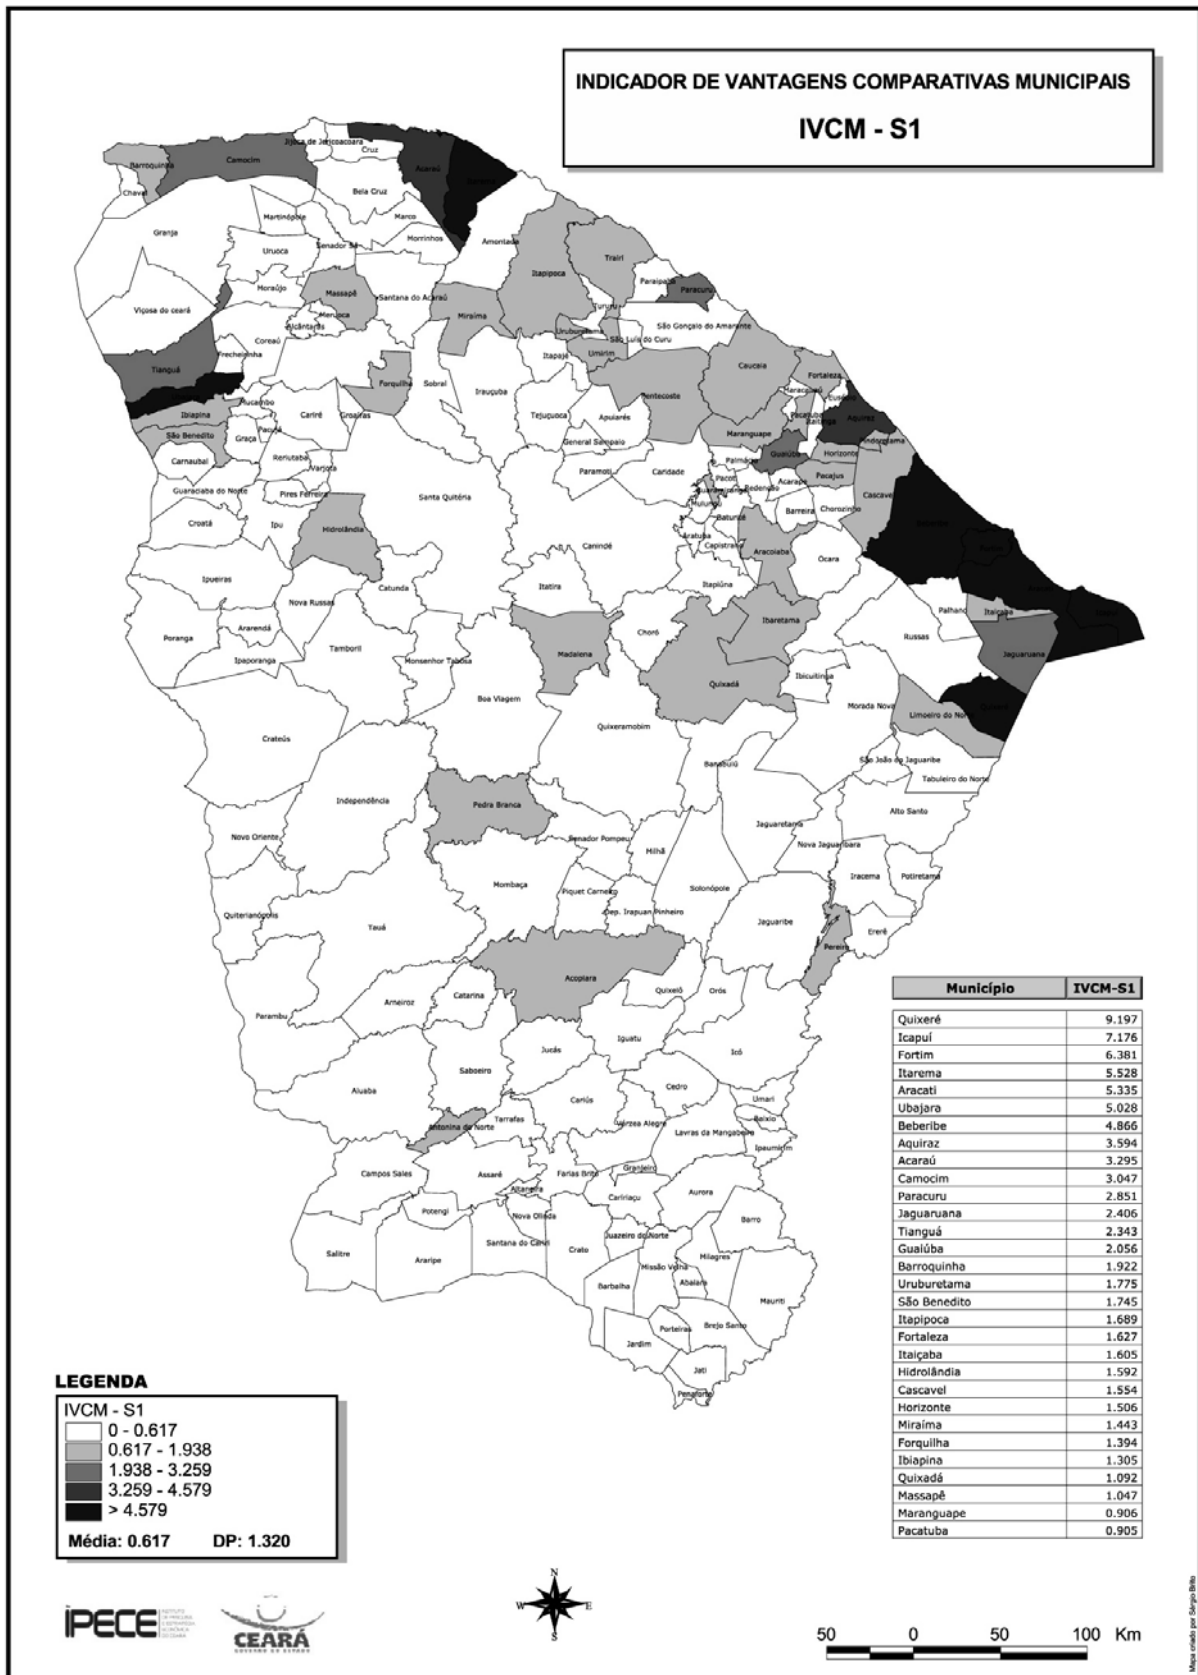 INDICADOR DE VANTAGENS COMPARATIVAS MUNICIPAIS
IVCM - S1
Jijoca de Jericoacoara
Cruz
Barroquinha
Camocim
Acaraú
Chaval
Bela Cruz
Martinópole
Marco
Granja
Morrinhos
Amontada
Senador Sá
Uruoca
Trairi
Itapipoca
Moraújo
Massapê
Santana do Acaraú
Paraipaba
Paracuru
Viçosa do ceará
Meruoca
Miraíma
Tururu
Alcântaras
Uruburetama
São Gonçalo do Amarante
Coreaú
São Luís do Curu
Frecheirinha
Itapajé
Umirim
Tianguá
Caucaia
Forquilha
Sobral
Fortaleza
Irauçuba
Maracanaú
Pentecoste
Eusébio
Mucambo
Ibiapina
Cariré
Groaíras
Tejuçuoca
Apuiarés
Pacatuba
Aquiraz
Itaitinga
São Benedito
Pacujá
Graça
General Sampaio
Maranguape
Pindoretama
Guaiúba
Horizonte
Carnaubal
Reriutaba
Varjota
Paramoti
Caridade
Palmácia
Pacoti
Redenção
Acarape
Pacajus
Guaraciaba do Norte
Pires Ferreira
Santa Quitéria
Guaramiranga
Mulungu
Cascavel
Croatá
Ipu
Hidrolândia
Baturité
Barreira
Chorozinho
Aratuba
Capistrano
Aracoiaba
Canindé
Ocara
Ipueiras
Itatira
Itapiúna
Catunda
Nova Russas
Ibaretama
Palhano
Itaiçaba
Poranga
Ararendá
Choró
Russas
Ipaporanga
Tamboril
Monsenhor Tabosa
Madalena
Jaguaruana
Quixadá
Ibicuitinga
Boa Viagem
Morada Nova
Limoeiro do Norte
Quixeramobim
Crateús
Banabuiú
São João do Jaguaribe
Tabuleiro do Norte
Independência
Pedra Branca
Alto Santo
Jaguaretama
Novo Oriente
Senador Pompeu
Milhã
Nova Jaguaribara
Iracema
Potiretama
Mombaça
Piquet Carneiro
Solonópole
Quiterianópolis
Dep. Irapuan Pinheiro
Tauá
Jaguaribe
Ererê
Pereiro
Acopiara
Quixelô
Orós
Catarina
Arneiroz
Parambu
Iguatu
Jucás
Icó
Saboeiro
Aiuaba
Cedro
Cariús
Umari
Baixio
Antonina do Norte
Tarrafas
Várzea Alegre
Lavras da Mangabeira
Ipaumirim
Campos Sales
Assaré
Farias Brito
Granjeiro
Altaneira
Caririaçu
Aurora
Potengi
Nova Olinda
Barro
Juazeiro do Norte
Santana do Cariri
Crato
Salitre
Araripe
Milagres
Missão Velha
Barbalha
Abaiara
Mauriti
Porteiras
Brejo Santo
Jardim
Jati
Penaforte
Município IVCM-S1
Quixeré 9.197
Icapuí 7.176
Fortim 6.381
Itarema 5.528
Aracati 5.335
Ubajara 5.028
Beberibe 4.866
Aquiraz 3.594
Acaraú 3.295
Camocim 3.047
Paracuru 2.851
Jaguaruana 2.406
Tianguá 2.343
Guaiúba 2.056
Barroquinha 1.922
Uruburetama 1.775
São Benedito 1.745
Itapipoca 1.689
Fortaleza 1.627
Itaiçaba 1.605
Hidrolândia 1.592
Cascavel 1.554
Horizonte 1.506
Miraíma 1.443
Forquilha 1.394
Ibiapina 1.305
Quixadá 1.092
Massapê 1.047
Maranguape 0.906
Pacatuba 0.905
LEGENDA
IVCM - S1
0 - 0.617
0.617 - 1.938
1.938 - 3.259
3.259 - 4.579
> 4.579
Média: 0.617 DP: 1.320
IPECE
CEARÁ
GOVERNO DO ESTADO
N
W E
S
50 0 50 100 Km
Mapa criado por Sérgio Brito